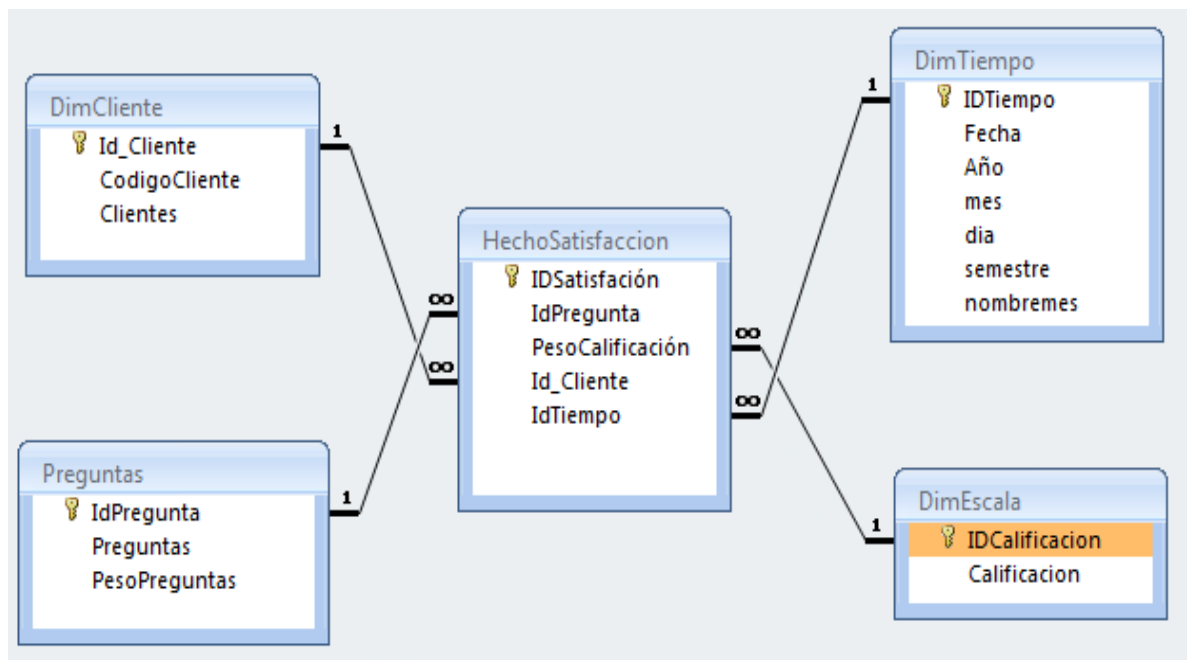 DimCliente
Id_Cliente
CodigoCliente
Clientes
1
HechoSatisfaccion
IDSatisfación
IdPregunta
PesoCalificación
Id_Cliente
IdTiempo
∞
∞
∞
∞
DimTiempo
IDTiempo
Fecha
Año
mes
dia
semestre
nombremes
1
Preguntas
IdPregunta
Preguntas
PesoPreguntas
1
DimEscala
IDCalificacion
Calificacion
1